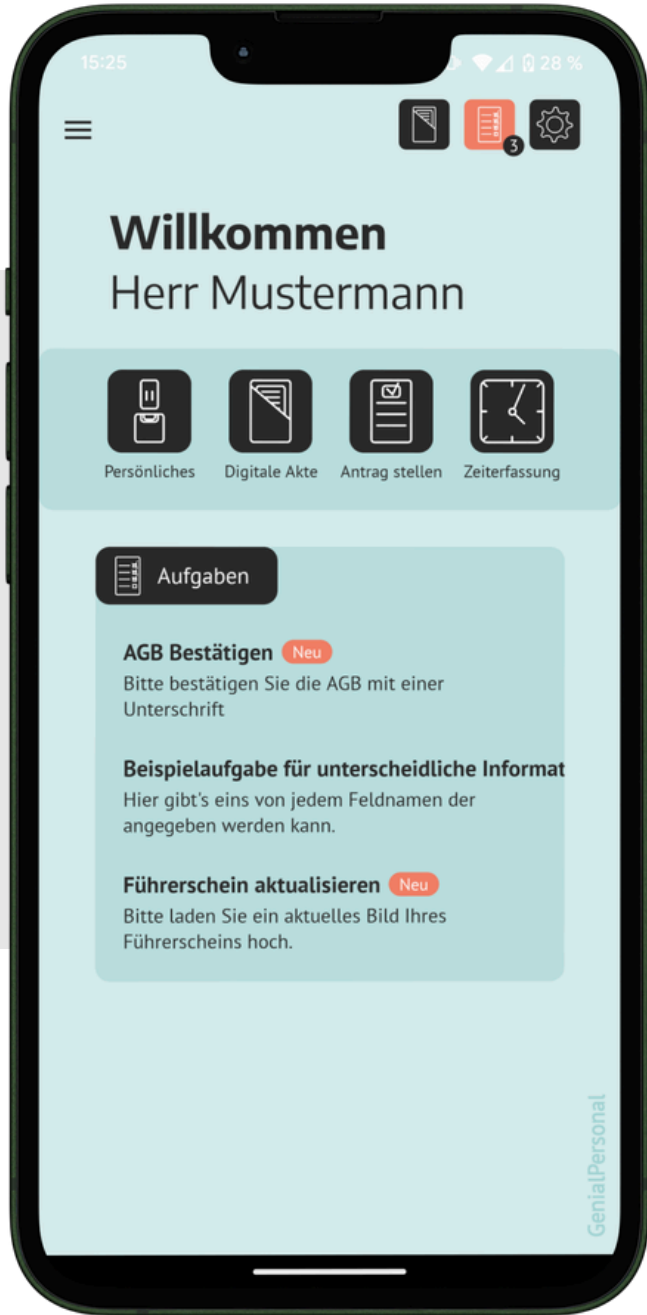 15:25
28 %
3
Willkommen
Herr Mustermann
Persönliches
Digitale Akte
Antrag stellen
Zeiterfassung
Aufgaben
AGB Bestätigen Neu
Bitte bestätigen Sie die AGB mit einer
Unterschrift
Beispielaufgabe für unterscheidliche Informat
Hier gibt's eins von jedem Feldnamen der
angegeben werden kann.
Führerschein aktualisieren Neu
Bitte laden Sie ein aktuelles Bild Ihres
Führerscheins hoch.
GenialPersonal